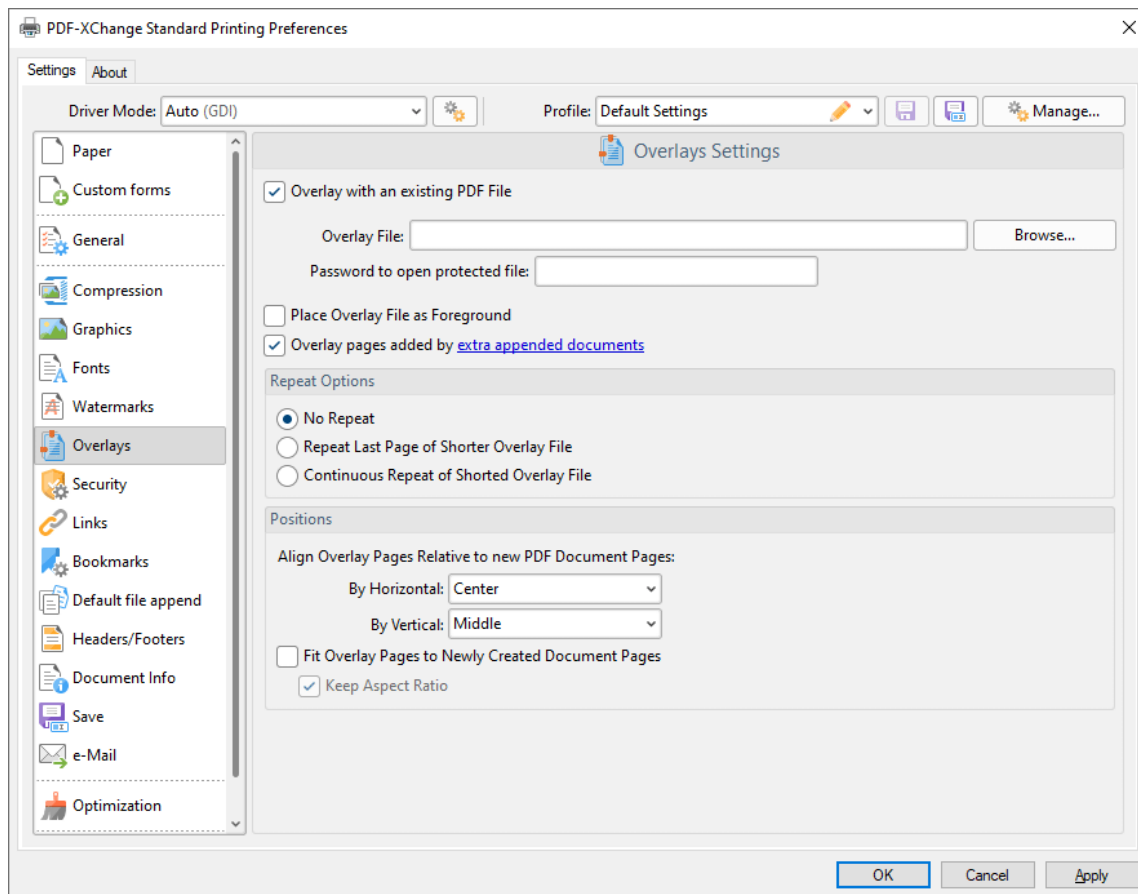 PDF-XChange Standard Printing Preferences
Settings About
Driver Mode: Auto (GDI) Profile: Default Settings Manage...
Paper
Custom forms
General
Compression
Graphics
Fonts
Watermarks
Overlays
Security
Links
Bookmarks
Default file append
Headers/Footers
Document Info
Save
e-Mail
Optimization
Overlays Settings
Overlay with an existing PDF File
Overlay File: Browse...
Password to open protected file:
Place Overlay File as Foreground
Overlay pages added by extra appended documents
Repeat Options
No Repeat
Repeat Last Page of Shorter Overlay File
Continuous Repeat of Shorted Overlay File
Positions
Align Overlay Pages Relative to new PDF Document Pages:
By Horizontal: Center
By Vertical: Middle
Fit Overlay Pages to Newly Created Document Pages
Keep Aspect Ratio
OK Cancel Apply